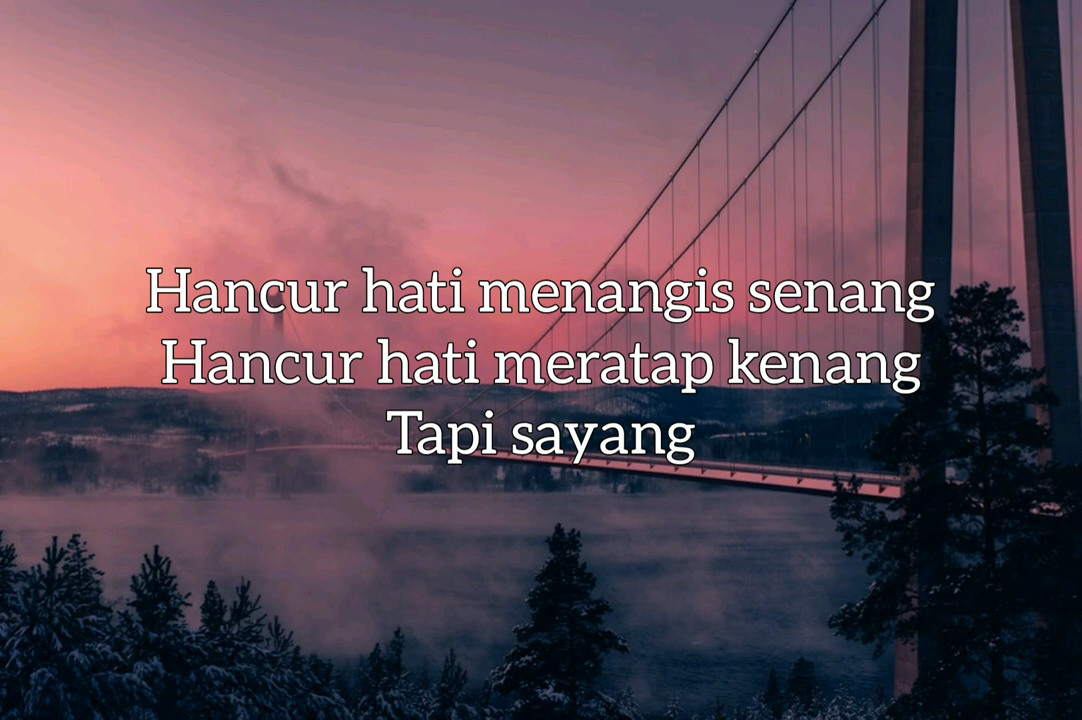 Hancur hati menangis senang
Hancur hati meratap kenang
Tapi sayang